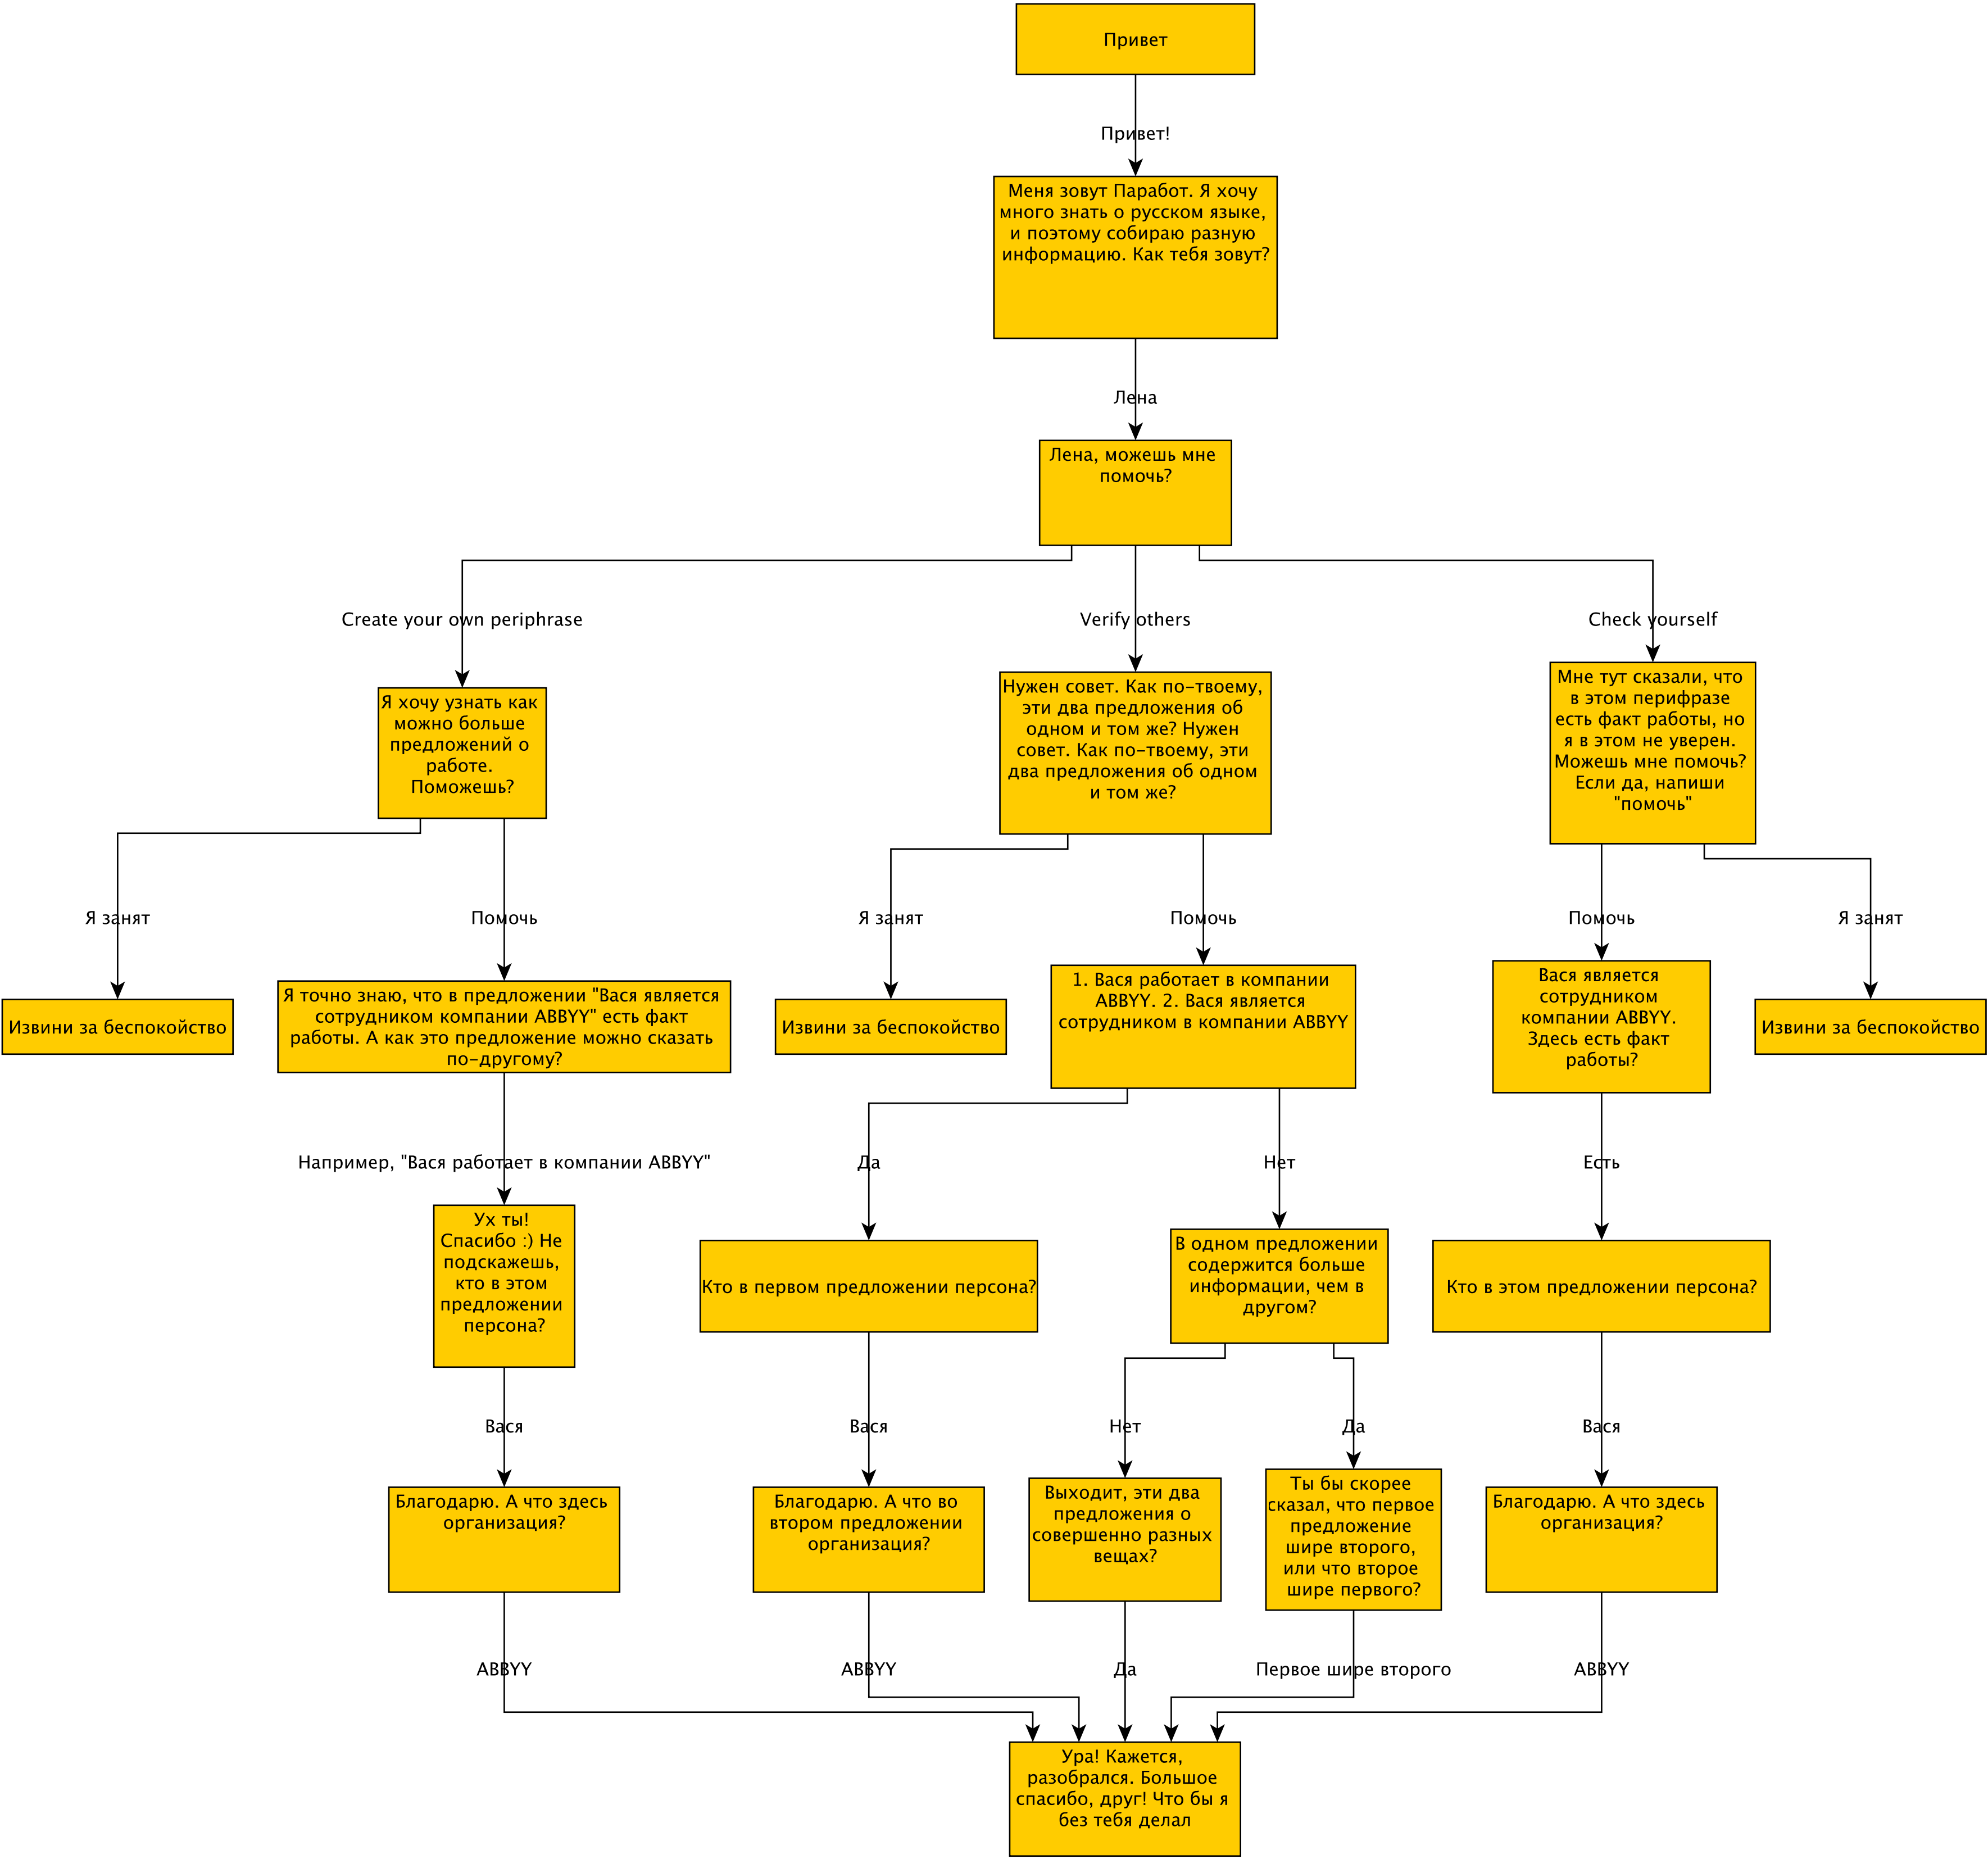 Привет
Привет!
Меня зовут Паработ. Я хочу
много знать о русском языке,
и поэтому собираю разную
информацию. Как тебя зовут?
Лена
Лена, можешь мне
помочь?
Create your own periphrase
Verify others
Check yourself
Я хочу узнать как
можно больше
предложений о
работе.
Поможешь?
Нужен совет. Как по-твоему,
эти два предложения об
одном и том же? Нужен
совет. Как по-твоему, эти
два предложения об одном
и том же?
Мне тут сказали, что
в этом перифразе
есть факт работы, но
я в этом не уверен.
Можешь мне помочь?
Если да, напиши
"помочь"
Я занят
Помочь
Я занят
Помочь
Помочь
Я занят
Извини за беспокойство
Я точно знаю, что в предложении "Вася является
сотрудником компании ABBYY" есть факт
работы. А как это предложение можно сказать
по-другому?
Извини за беспокойство
1. Вася работает в компании
ABBYY. 2. Вася является
сотрудником в компании ABBYY
Вася является
сотрудником
компании ABBYY.
Здесь есть факт
работы?
Извини за беспокойство
Например, "Вася работает в компании ABBYY"
Да
Нет
Есть
Ух ты!
Спасибо :) Не
подскажешь,
кто в этом
предложении
персона?
Кто в первом предложении персона?
В одном предложении
содержится больше
информации, чем в
другом?
Кто в этом предложении персона?
Вася
Вася
Нет
Да
Вася
Благодарю. А что здесь
организация?
Благодарю. А что во
втором предложении
организация?
Выходит, эти два
предложения о
совершенно разных
вещах?
Ты бы скорее
сказал, что первое
предложение
шире второго,
или что второе
шире первого?
Благодарю. А что здесь
организация?
ABBYY
ABBYY
Да
Первое шире второго
ABBYY
Ура! Кажется,
разобрался. Большое
спасибо, друг! Что бы я
без тебя делал